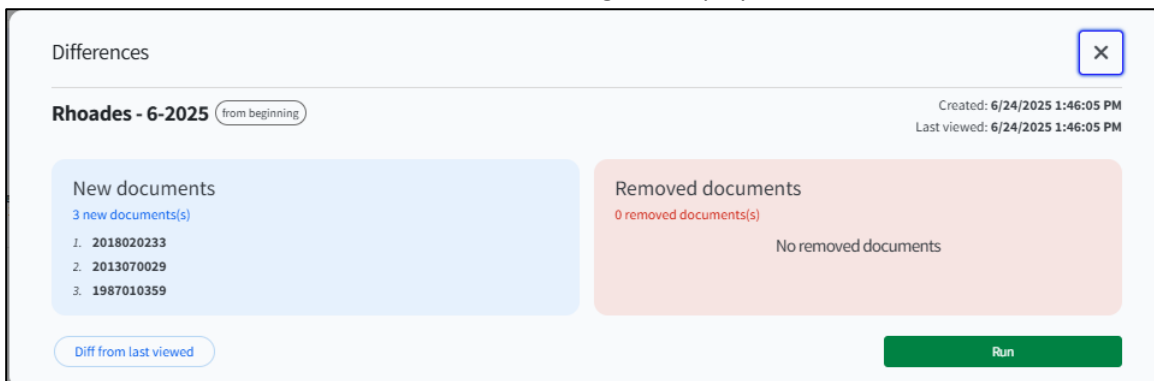 Differences
Rhoades - 6-2025 from beginning
Created: 6/24/2025 1:46:05 PM
Last viewed: 6/24/2025 1:46:05 PM
New documents
3 new documents(s)
1. 2018020233
2. 2013070029
3. 1987010359
Removed documents
0 removed documents(s)
No removed documents
Diff from last viewed
Run